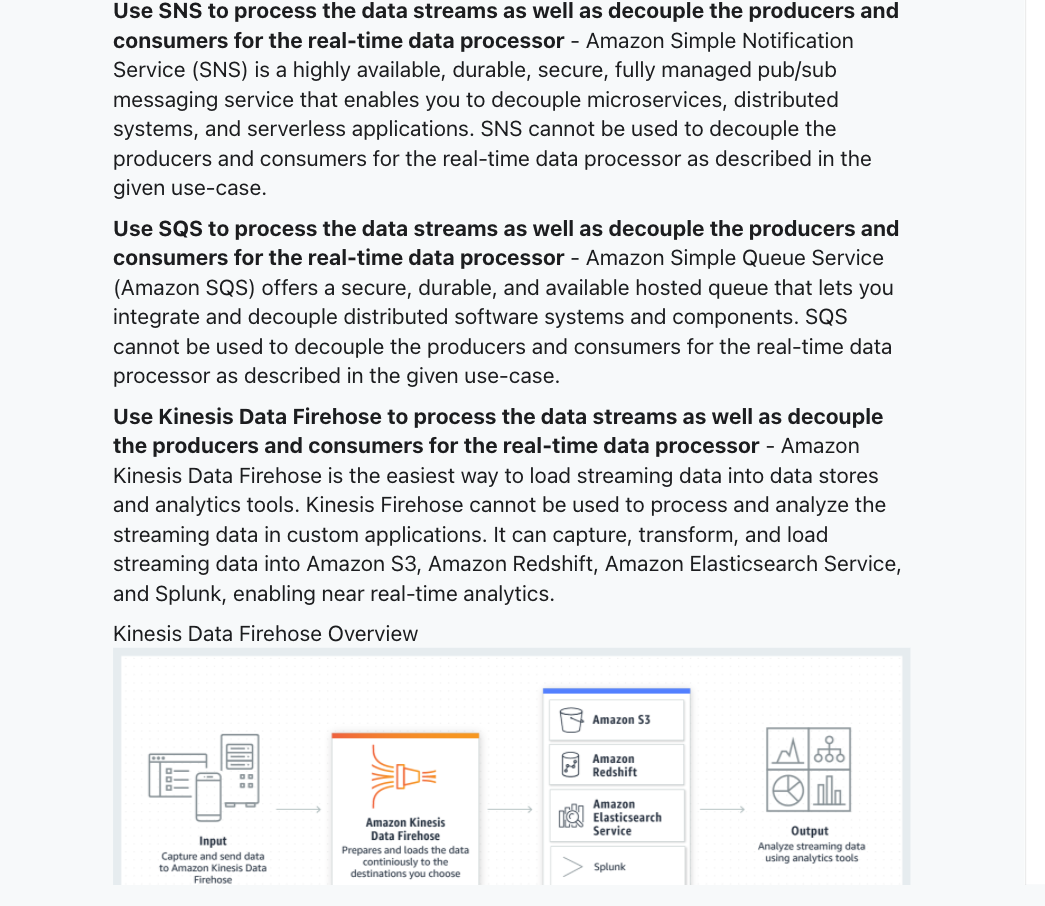 Use SNS to process the data streams as well as decouple the producers and
consumers for the real-time data processor - Amazon Simple Notification
Service (SNS) is a highly available, durable, secure, fully managed pub/sub
messaging service that enables you to decouple microservices, distributed
systems, and serverless applications. SNS cannot be used to decouple the
producers and consumers for the real-time data processor as described in the
given use-case.
Use SQS to process the data streams as well as decouple the producers and
consumers for the real-time data processor - Amazon Simple Queue Service
(Amazon SQS) offers a secure, durable, and available hosted queue that lets you
integrate and decouple distributed software systems and components. SQS
cannot be used to decouple the producers and consumers for the real-time data
processor as described in the given use-case.
Use Kinesis Data Firehose to process the data streams as well as decouple
the producers and consumers for the real-time data processor - Amazon
Kinesis Data Firehose is the easiest way to load streaming data into data stores
and analytics tools. Kinesis Firehose cannot be used to process and analyze the
streaming data in custom applications. It can capture, transform, and load
streaming data into Amazon S3, Amazon Redshift, Amazon Elasticsearch Service,
and Splunk, enabling near real-time analytics.
Kinesis Data Firehose Overview
Input
Capture and send data
to Amazon Kinesis Data
Firehose
Amazon Kinesis
Data Firehose
Prepares and loads the data
continiously to the
destinations you choose
Amazon S3
Amazon
Redshift
Amazon
Elasticsearch
Service
Splunk
Output
Analyze streaming data
using analytics tools